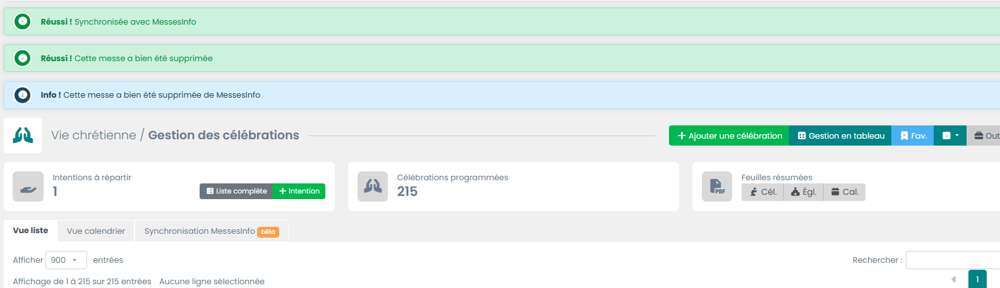 Réussi ! Synchronisée avec MessesInfo
Réussi ! Cette messe a bien été supprimée
Info ! Cette messe a bien été supprimée de MessesInfo
Vie chrétienne / Gestion des célébrations
Ajouter une célébration
Gestion en tableau
Fav.
Intentions à répartir
1
Liste complète
Intention
Célébrations programmées
215
Feuilles résumées
PDF
Cél.
Égl.
Cal.
Vue liste
Vue calendrier
Synchronisation MessesInfo bêta
Afficher 900 entrées
Rechercher :
Affichage de 1 à 215 sur 215 entrées Aucune ligne sélectionnée
1